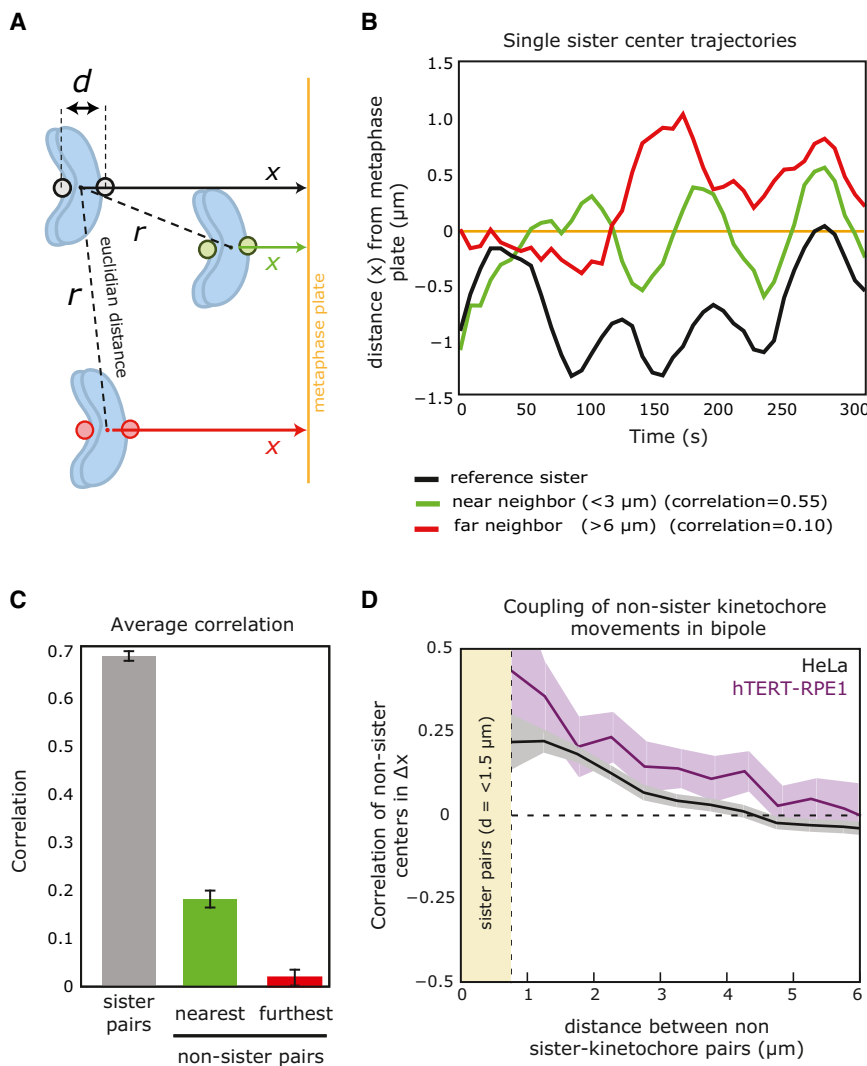 A
d
x
r
x
r
euclidian distance
metaphase plate
x
B
Single sister center trajectories
distance (x) from metaphase
plate (μm)
1.5
1.0
0.5
0
−0.5
−1
−1.5
0
50
100
150
200
250
300
Time (s)
reference sister
near neighbor (<3 μm) (correlation=0.55)
far neighbor (>6 μm) (correlation=0.10)
C
Average correlation
Correlation
0.7
0.6
0.5
0.4
0.3
0.2
0.1
0
sister
pairs
nearest
furthest
non-sister pairs
D
Coupling of non-sister kinetochore
movements in bipole
HeLa
hTERT-RPE1
Correlation of non-sister
centers in Δx
0.5
0.25
0
−0.25
−0.5
sister pairs (d = <1.5 μm)
0
1
2
3
4
5
6
distance between non
sister-kinetochore pairs (μm)